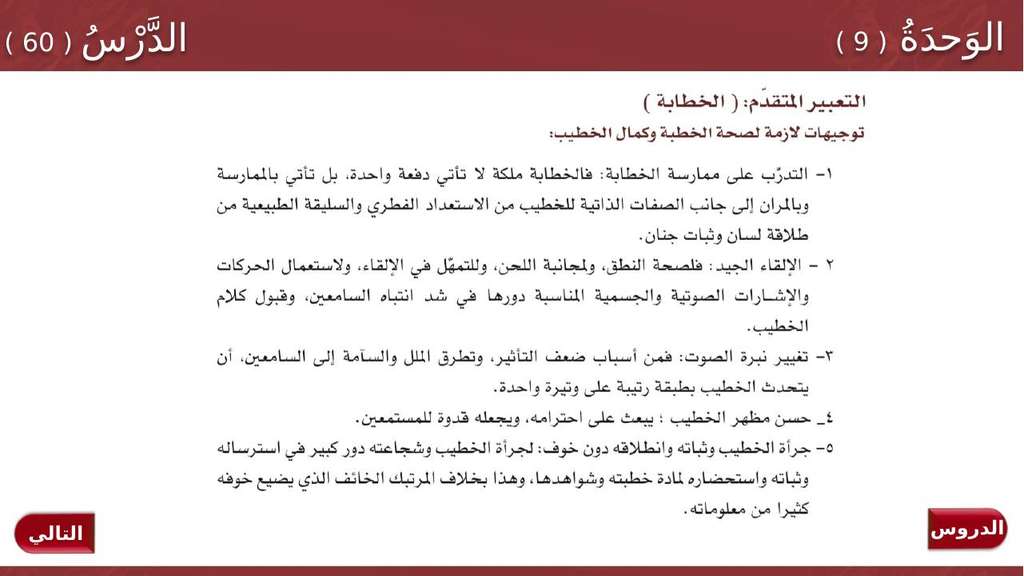 الوَحدَةُ ( 9 )
الدَّرْسُ ( 60 )
التعبير المتقدّم: ( الخطابة )
توجيهات لازمة لصحة الخطبة وكمال الخطيب:
١- التدرّب على ممارسة الخطابة: فالخطابة ملكة لا تأتي دفعة واحدة، بل تأتي بالممارسة
وبالمران إلى جانب الصفات الذاتية للخطيب من الاستعداد الفطري والسليقة الطبيعية من
طلاقة لسان وثبات جنان.
٢ - الإلقاء الجيد: فلصحة النطق، ولمجانبة اللحن، وللتمهّل في الإلقاء، ولاستعمال الحركات
والإشارات الصوتية والجسمية المناسبة دورها في شد انتباه السامعين، وقبول كلام
الخطيب.
٣- تغيير نبرة الصوت: فمن أسباب ضعف التأثير، وتطرق الملل والسآمة إلى السامعين، أن
يتحدث الخطيب بطبقة رتيبة على وتيرة واحدة.
٤_ حسن مظهر الخطيب ؛ يبعث على احترامه، ويجعله قدوة للمستمعين.
٥- جرأة الخطيب وثباته وانطلاقه دون خوف: لجرأة الخطيب وشجاعته دور كبير في استرساله
وثباته واستحضاره لمادة خطبته وشواهدها، وهذا بخلاف المرتبك الخائف الذي يضيع خوفه
كثيرا من معلوماته.
الدروس
التالي